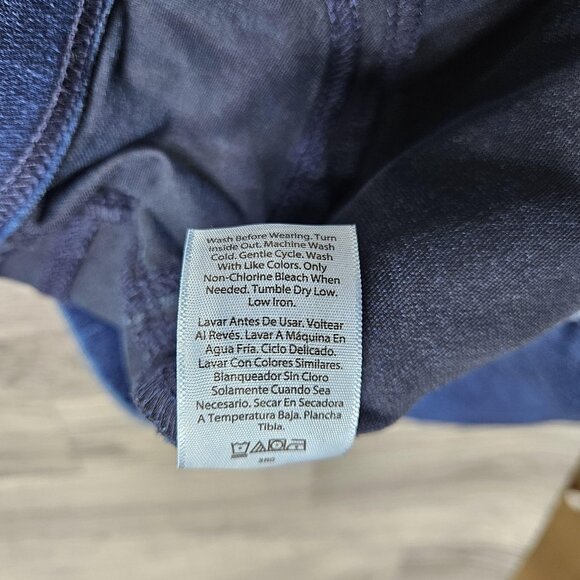 Wash Before Wearing. Turn
Inside Out. Machine Wash
Cold. Gentle Cycle. Wash
With Like Colors. Only
Non-Chlorine Bleach When
Needed. Tumble Dry Low.
Low Iron.
Lavar Antes De Usar. Voltear
Al Revés. Lavar A Máquina En
Agua Fría. Ciclo Delicado.
Lavar Con Colores Similares.
Blanqueador Sin Cloro
Solamente Cuando Sea
Necesario. Secar En Secadora
A Temperatura Baja. Plancha
Tibia.